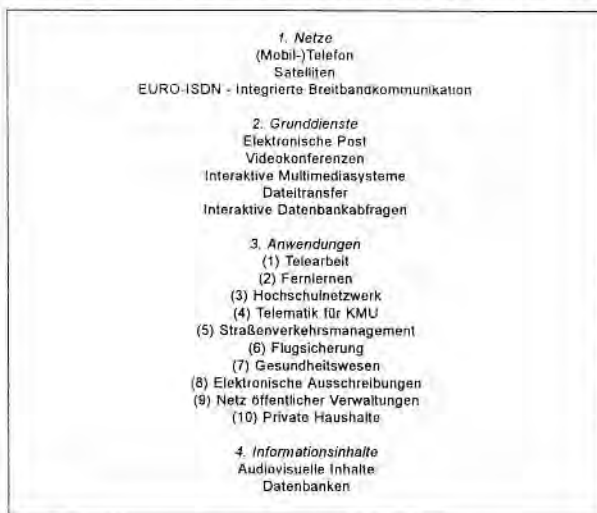 1. Netze
(Mobil-)Telefon
Satelliten
EURO-ISDN - Integrierte Breitbandkommunikation
2. Grunddienste
Elektronische Post
Videokonferenzen
Interaktive Multimediasysteme
Dateitransfer
Interaktive Datenbankabfragen
3. Anwendungen
(1) Telearbeit
(2) Fernlernen
(3) Hochschulnetzwerk
(4) Telematik für KMU
(5) Straßenverkehrsmanagement
(6) Flugsicherung
(7) Gesundheitswesen
(8) Elektronische Ausschreibungen
(9) Netz öffentlicher Verwaltungen
(10) Private Haushalte
4. Informationsinhalte
Audiovisuelle Inhalte
Datenbanken